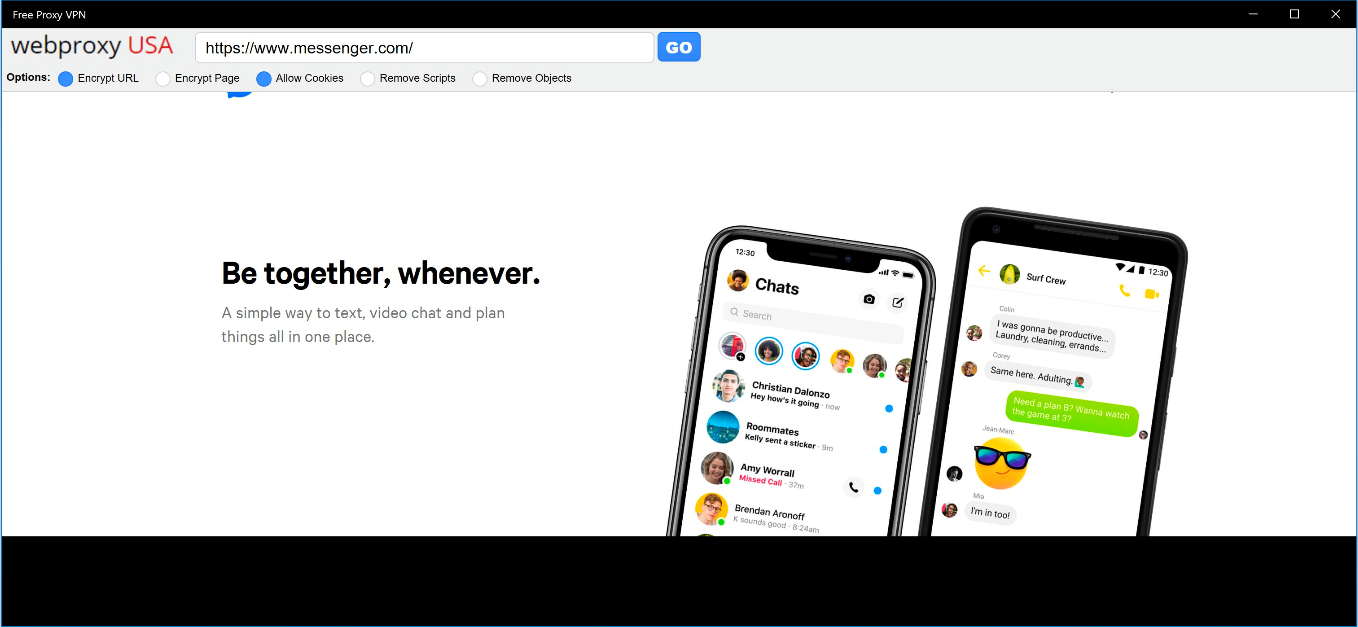 Free Proxy VPN
webproxy USA
https://www.messenger.com/
GO
Options:
Encrypt URL
Encrypt Page
Allow Cookies
Remove Scripts
Remove Objects
Be together, whenever.
A simple way to text, video chat and plan
things all in one place.
12:30
Chats
Search
Christian Dalonzo
Hey how's it going · now
Roommates
Kelly sent a sticker · 9m
Amy Worrall
Missed Call · 37m
Brendan Aronoff
K sounds good · 8:24am
12:30
Surf Crew
Colin
I was gonna be productive...
Laundry, cleaning, errands...
Corey
Same here. Adulting.
Need a plan B? Wanna watch
the game at 3?
Jean-Marc
Mia
I'm in too!